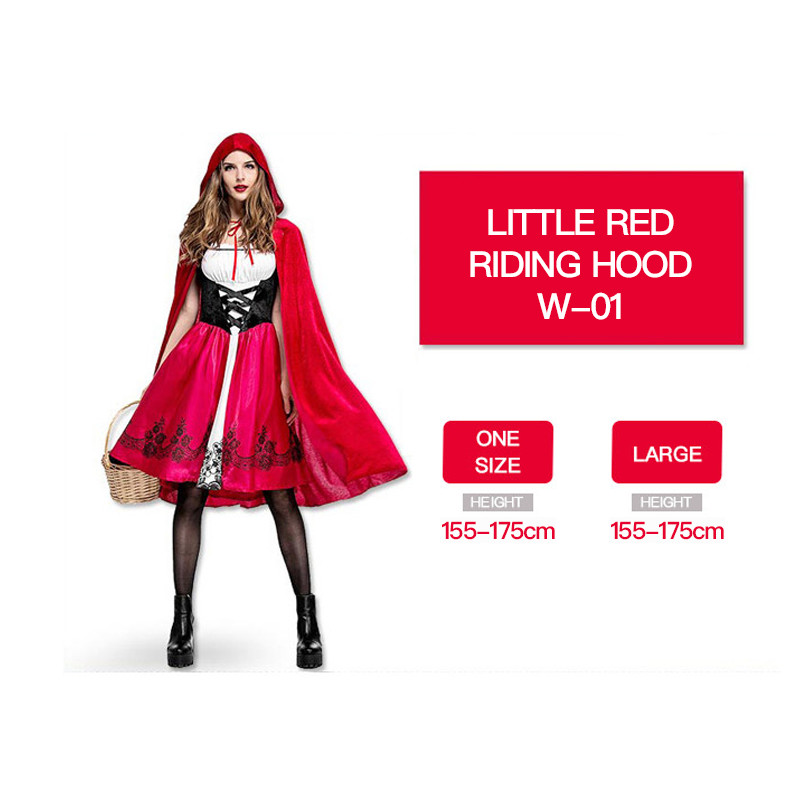 LITTLE RED
RIDING HOOD
W-01
ONE
SIZE
HEIGHT
155-175cm
LARGE
HEIGHT
155-175cm